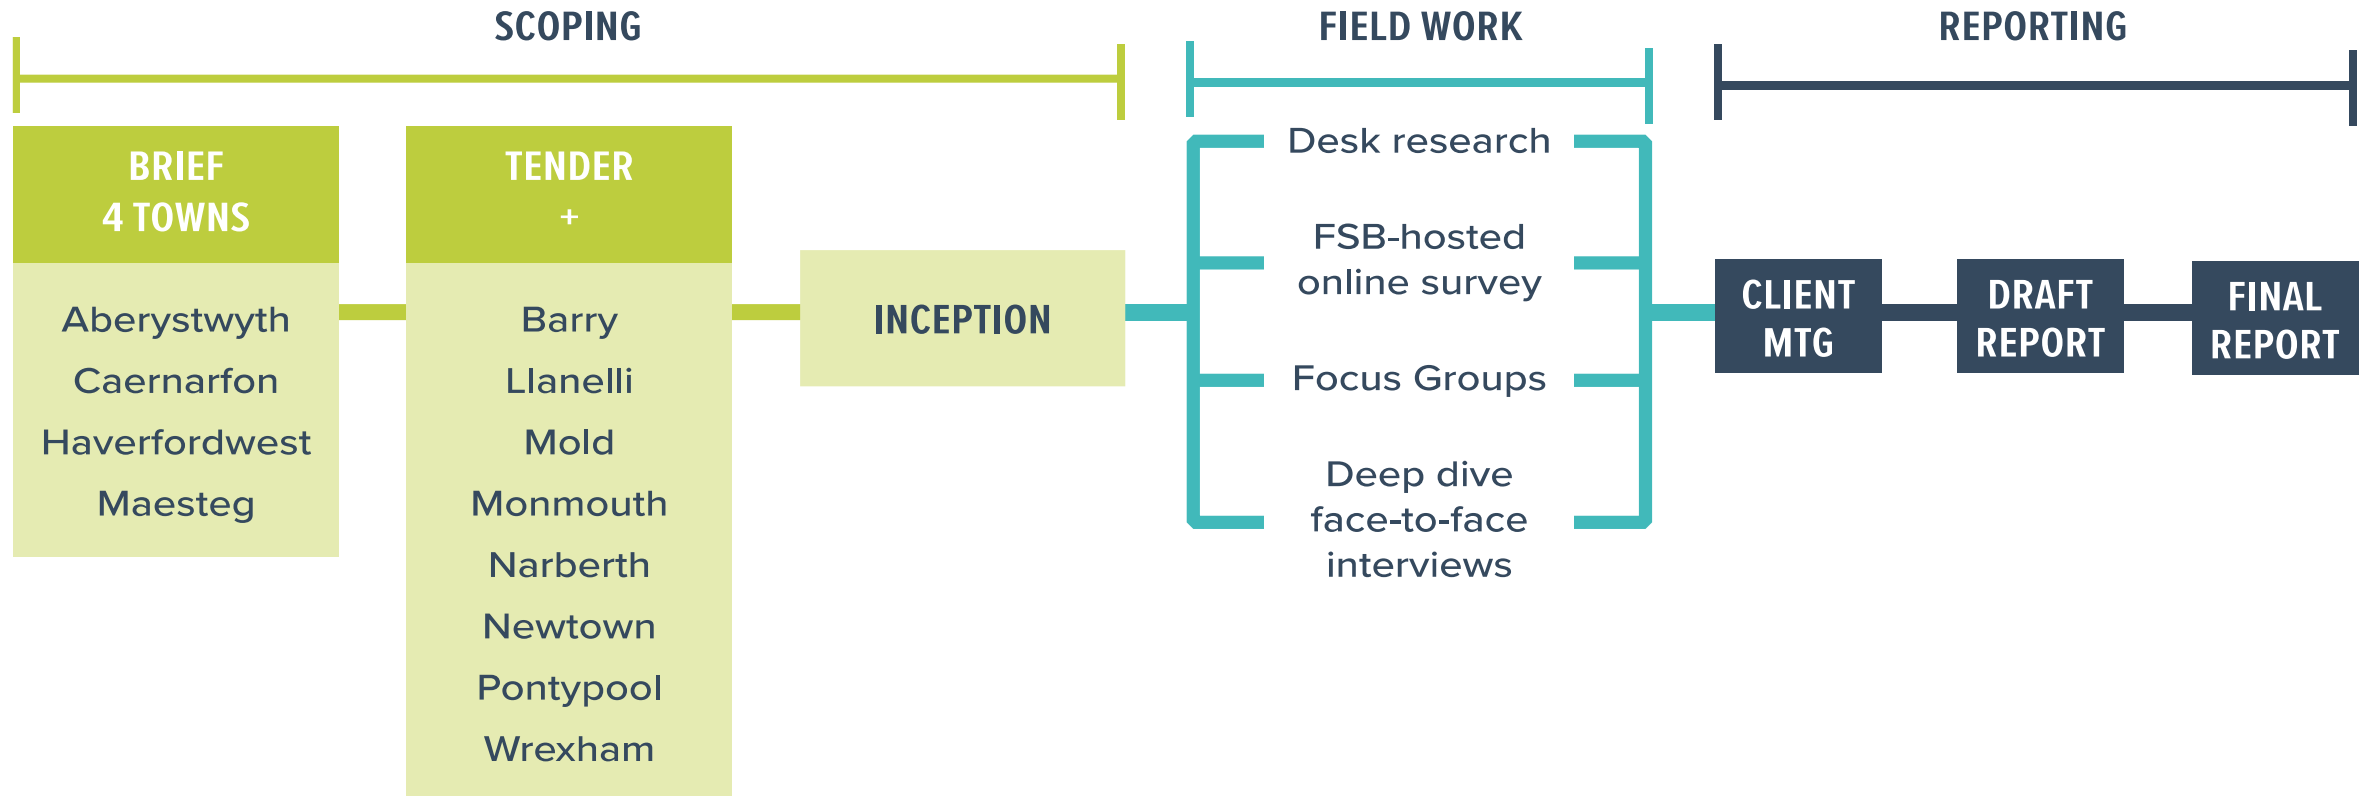 SCOPING
FIELD WORK
REPORTING
BRIEF
4 TOWNS
Aberystwyth
Caernarfon
Haverfordwest
Maesteg
TENDER
+
Barry
Llanelli
Mold
Monmouth
Narberth
Newtown
Pontypool
Wrexham
INCEPTION
Desk research
FSB-hosted
online survey
Focus Groups
Deep dive
face-to-face
interviews
CLIENT
MTG
DRAFT
REPORT
FINAL
REPORT